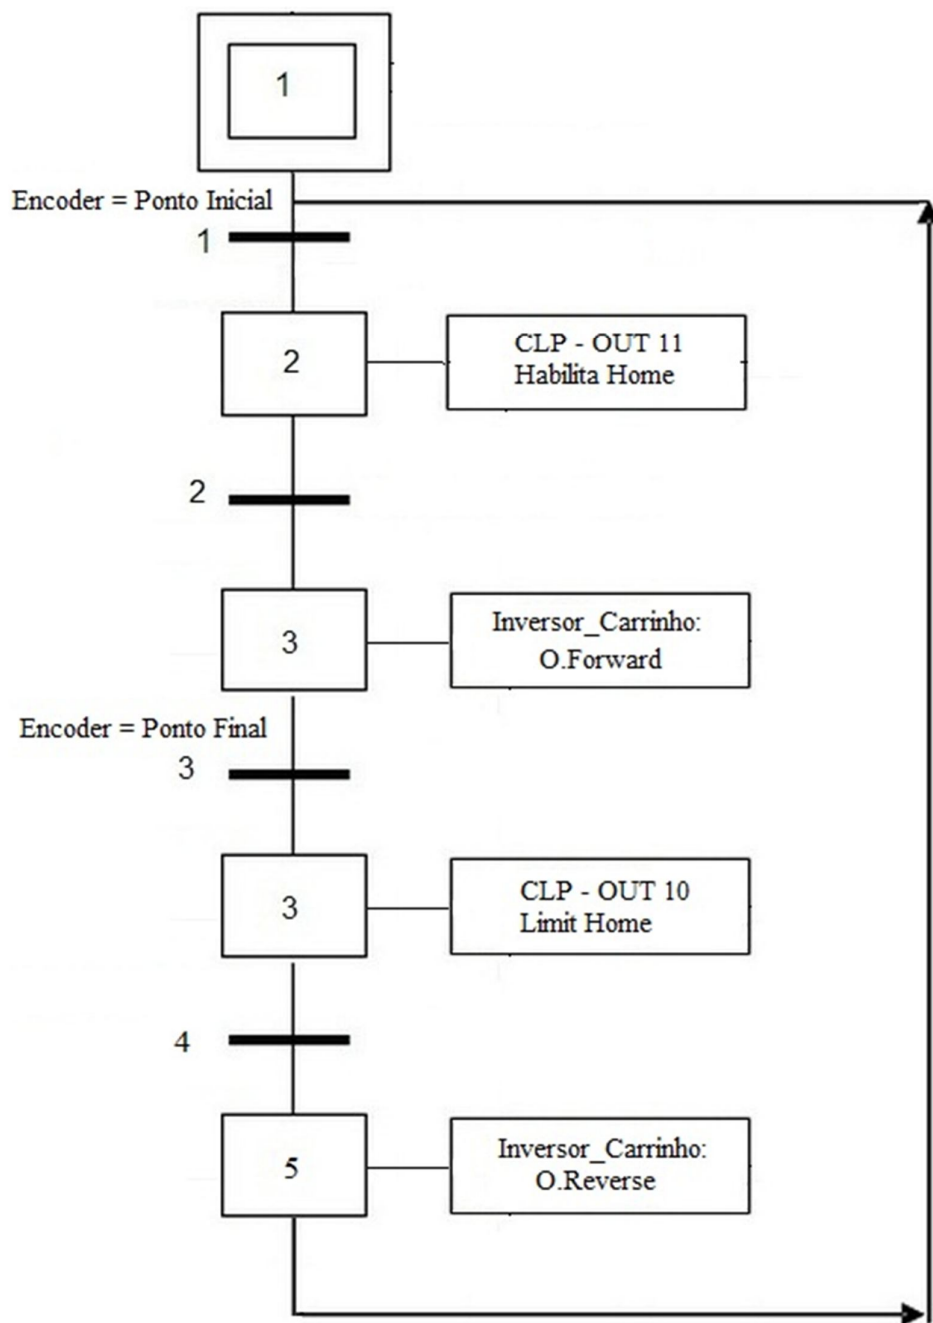 1
Encoder = Ponto Inicial
1
2
CLP - OUT 11
Habilita Home
2
3
Inversor_Carrinho:
O.Forward
Encoder = Ponto Final
3
3
CLP - OUT 10
Limit Home
4
5
Inversor_Carrinho:
O.Reverse